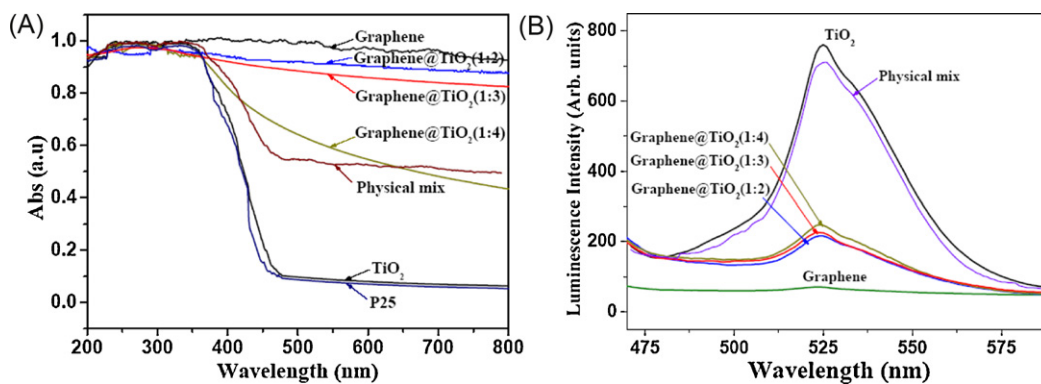 (A)
Abs (a.u)
1.0
0.8
0.6
0.4
0.2
0.0
Graphene
Graphene@TiO2(1:2)
Graphene@TiO2(1:3)
Graphene@TiO2(1:4)
Physical mix
TiO2
P25
200 300 400 500 600 700 800
Wavelength (nm)
(B)
Luminescence Intensity (Arb. units)
800
600
400
200
0
TiO2
Physical mix
Graphene@TiO2(1:4)
Graphene@TiO2(1:3)
Graphene@TiO2(1:2)
Graphene
475 500 525 550 575
Wavelength (nm)